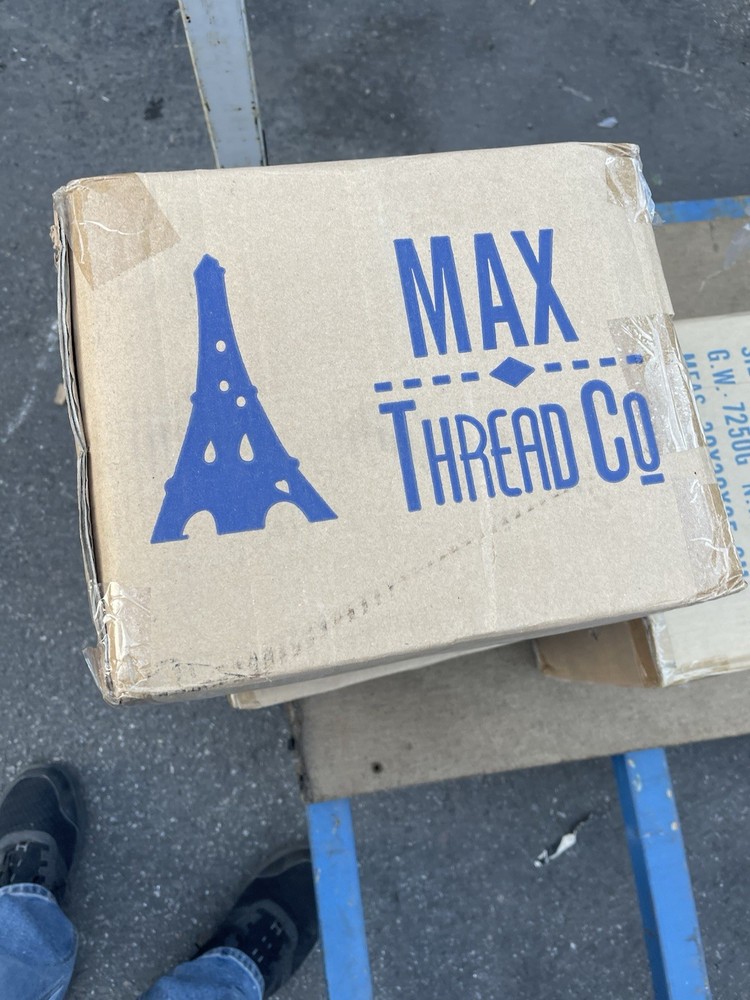 MAX
THREAD CO
G.W. 7250G